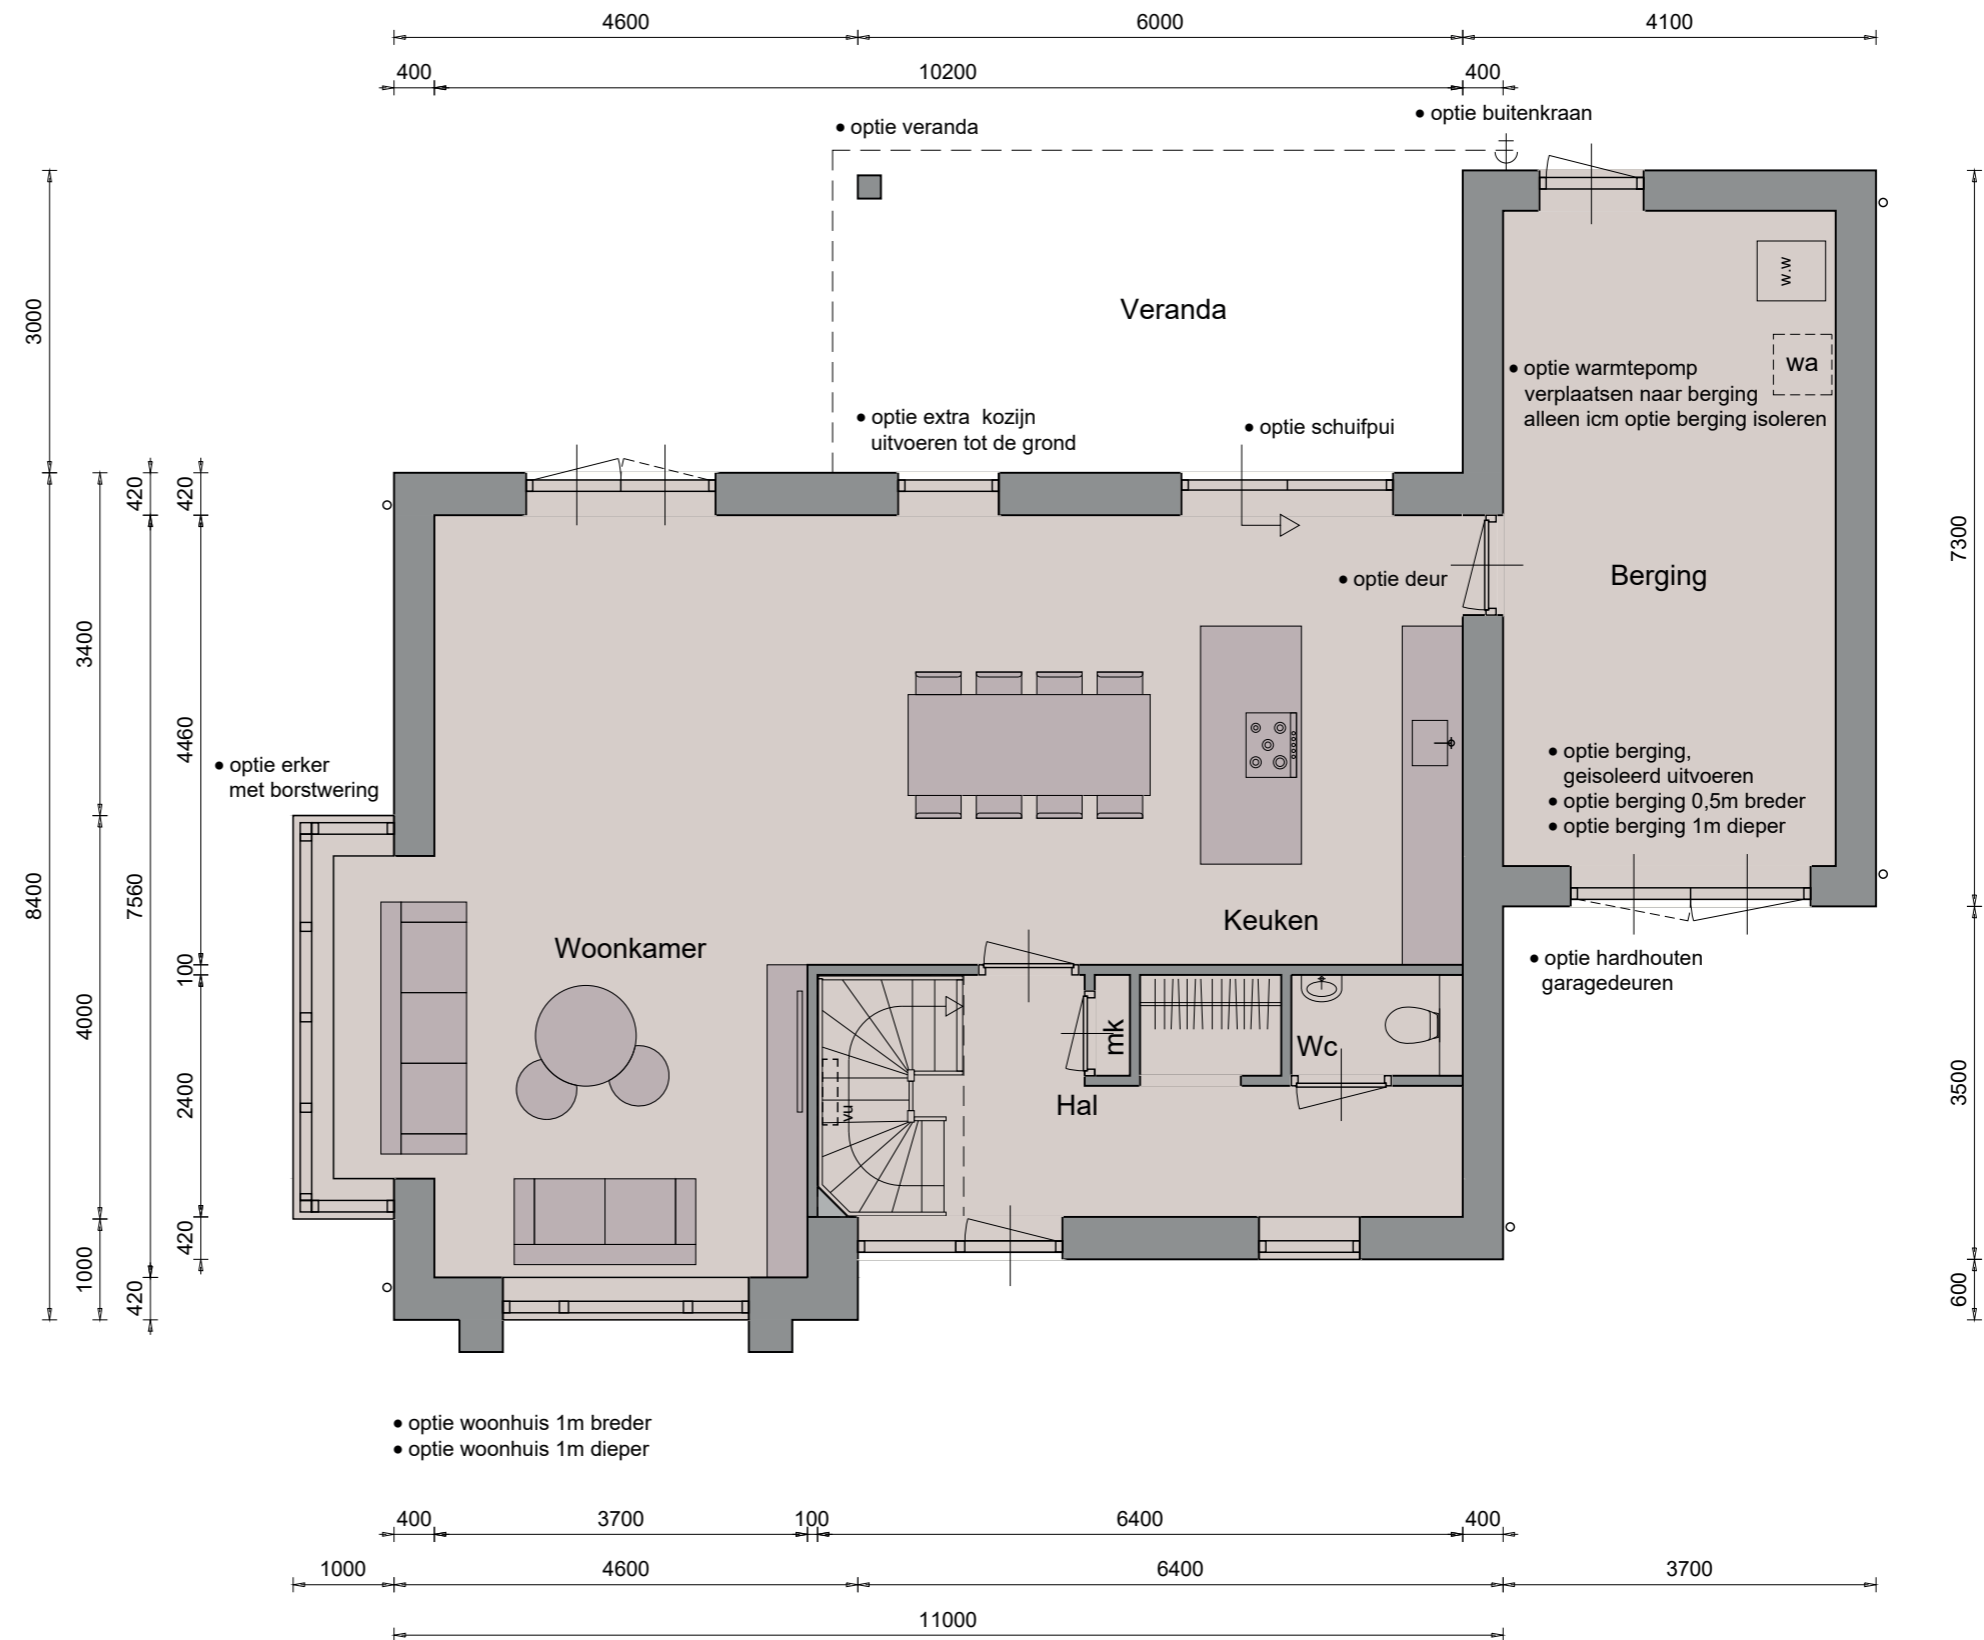 4600
6000
4100
400
10200
400
• optie buitenkraan
• optie veranda
3000
Veranda
w.w
wa
• optie warmtepomp
verplaatsen naar berging
alleen icm optie berging isoleren
• optie extra  kozijn
uitvoeren tot de grond
• optie schuifpui
420
420
7300
• optie deur
Berging
3400
4460
• optie erker
met borstwering
• optie berging,
geisoleerd uitvoeren
• optie berging 0,5m breder
• optie berging 1m dieper
8400
7560
Keuken
Woonkamer
• optie hardhouten
garagedeuren
100
4000
mk
Wc
2400
vu
Hal
3500
420
1000
420
600
• optie woonhuis 1m breder
• optie woonhuis 1m dieper
400
3700
100
6400
400
1000
4600
6400
3700
11000